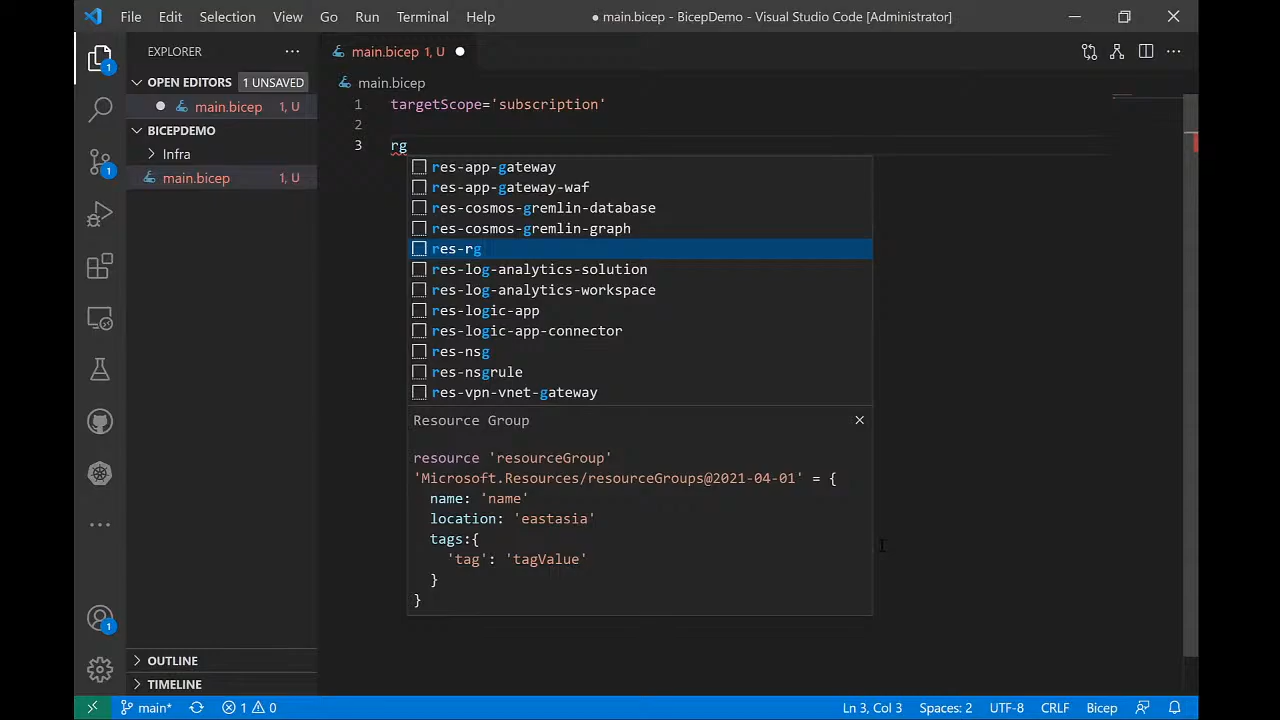 File Edit Selection View Go Run Terminal Help ● main.bicep - BicepDemo - Visual Studio Code [Administrator]
EXPLORER
main.bicep 1, U
OPEN EDITORS 1 UNSAVED
main.bicep 1, U
BICEPDEMO
Infra
main.bicep 1, U
1
1
1
main.bicep
1 targetScope='subscription'
2
3 rg
res-app-gateway
res-app-gateway-waf
res-cosmos-gremlin-database
res-cosmos-gremlin-graph
res-rg
res-log-analytics-solution
res-log-analytics-workspace
res-logic-app
res-logic-app-connector
res-nsg
res-nsgrule
res-vpn-vnet-gateway
Resource Group
resource 'resourceGroup'
'Microsoft.Resources/resourceGroups@2021-04-01' = {
name: 'name'
location: 'eastasia'
tags:{
'tag': 'tagValue'
}
}
OUTLINE
TIMELINE
main* 1 0 Ln 3, Col 3 Spaces: 2 UTF-8 CRLF Bicep